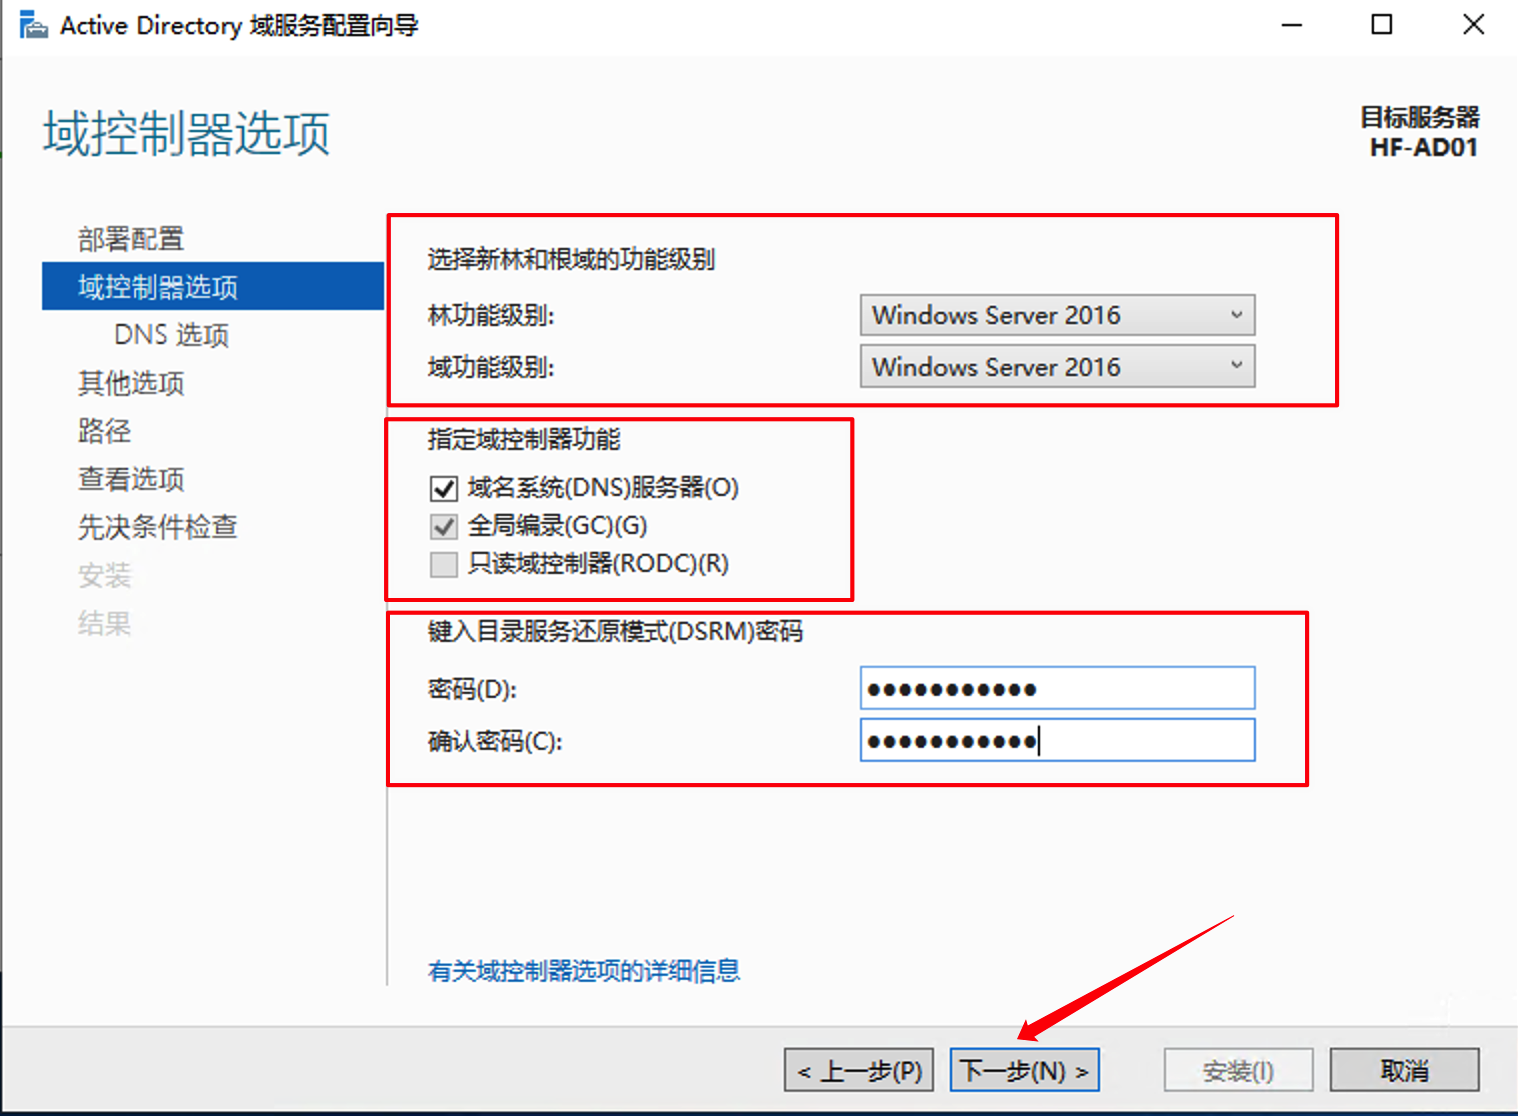 Active Directory 域服务配置向导
域控制器选项
目标服务器
HF-AD01
部署配置
域控制器选项
DNS 选项
其他选项
路径
查看选项
先决条件检查
安装
结果
选择新林和根域的功能级别
林功能级别:
Windows Server 2016
域功能级别:
Windows Server 2016
指定域控制器功能
域名系统(DNS)服务器(O)
全局编录(GC)(G)
只读域控制器(RODC)(R)
键入目录服务还原模式(DSRM)密码
密码(D):
●●●●●●●●●●●
确认密码(C):
●●●●●●●●●●●
有关域控制器选项的详细信息
< 上一步(P)
下一步(N) >
安装(I)
取消